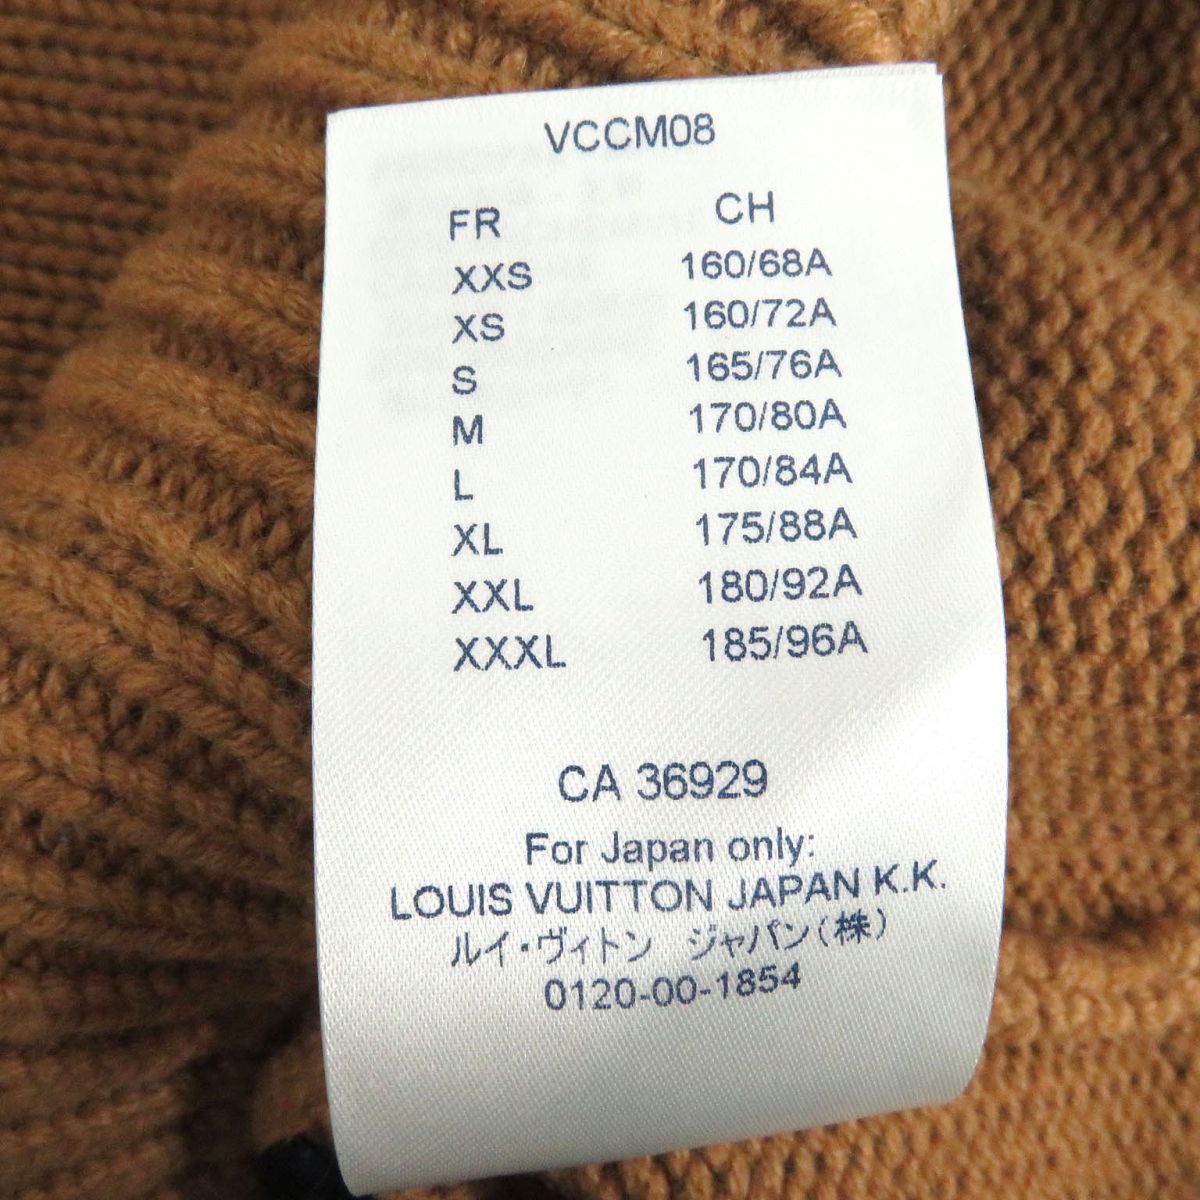 VCCM08
FR CH
XXS 160/68A
XS 160/72A
S 165/76A
M 170/80A
L 170/84A
XL 175/88A
XXL 180/92A
XXXL 185/96A
CA 36929
For Japan only:
LOUIS VUITTON JAPAN K.K.
ルイ・ヴィトン ジャパン(株)
0120-00-1854